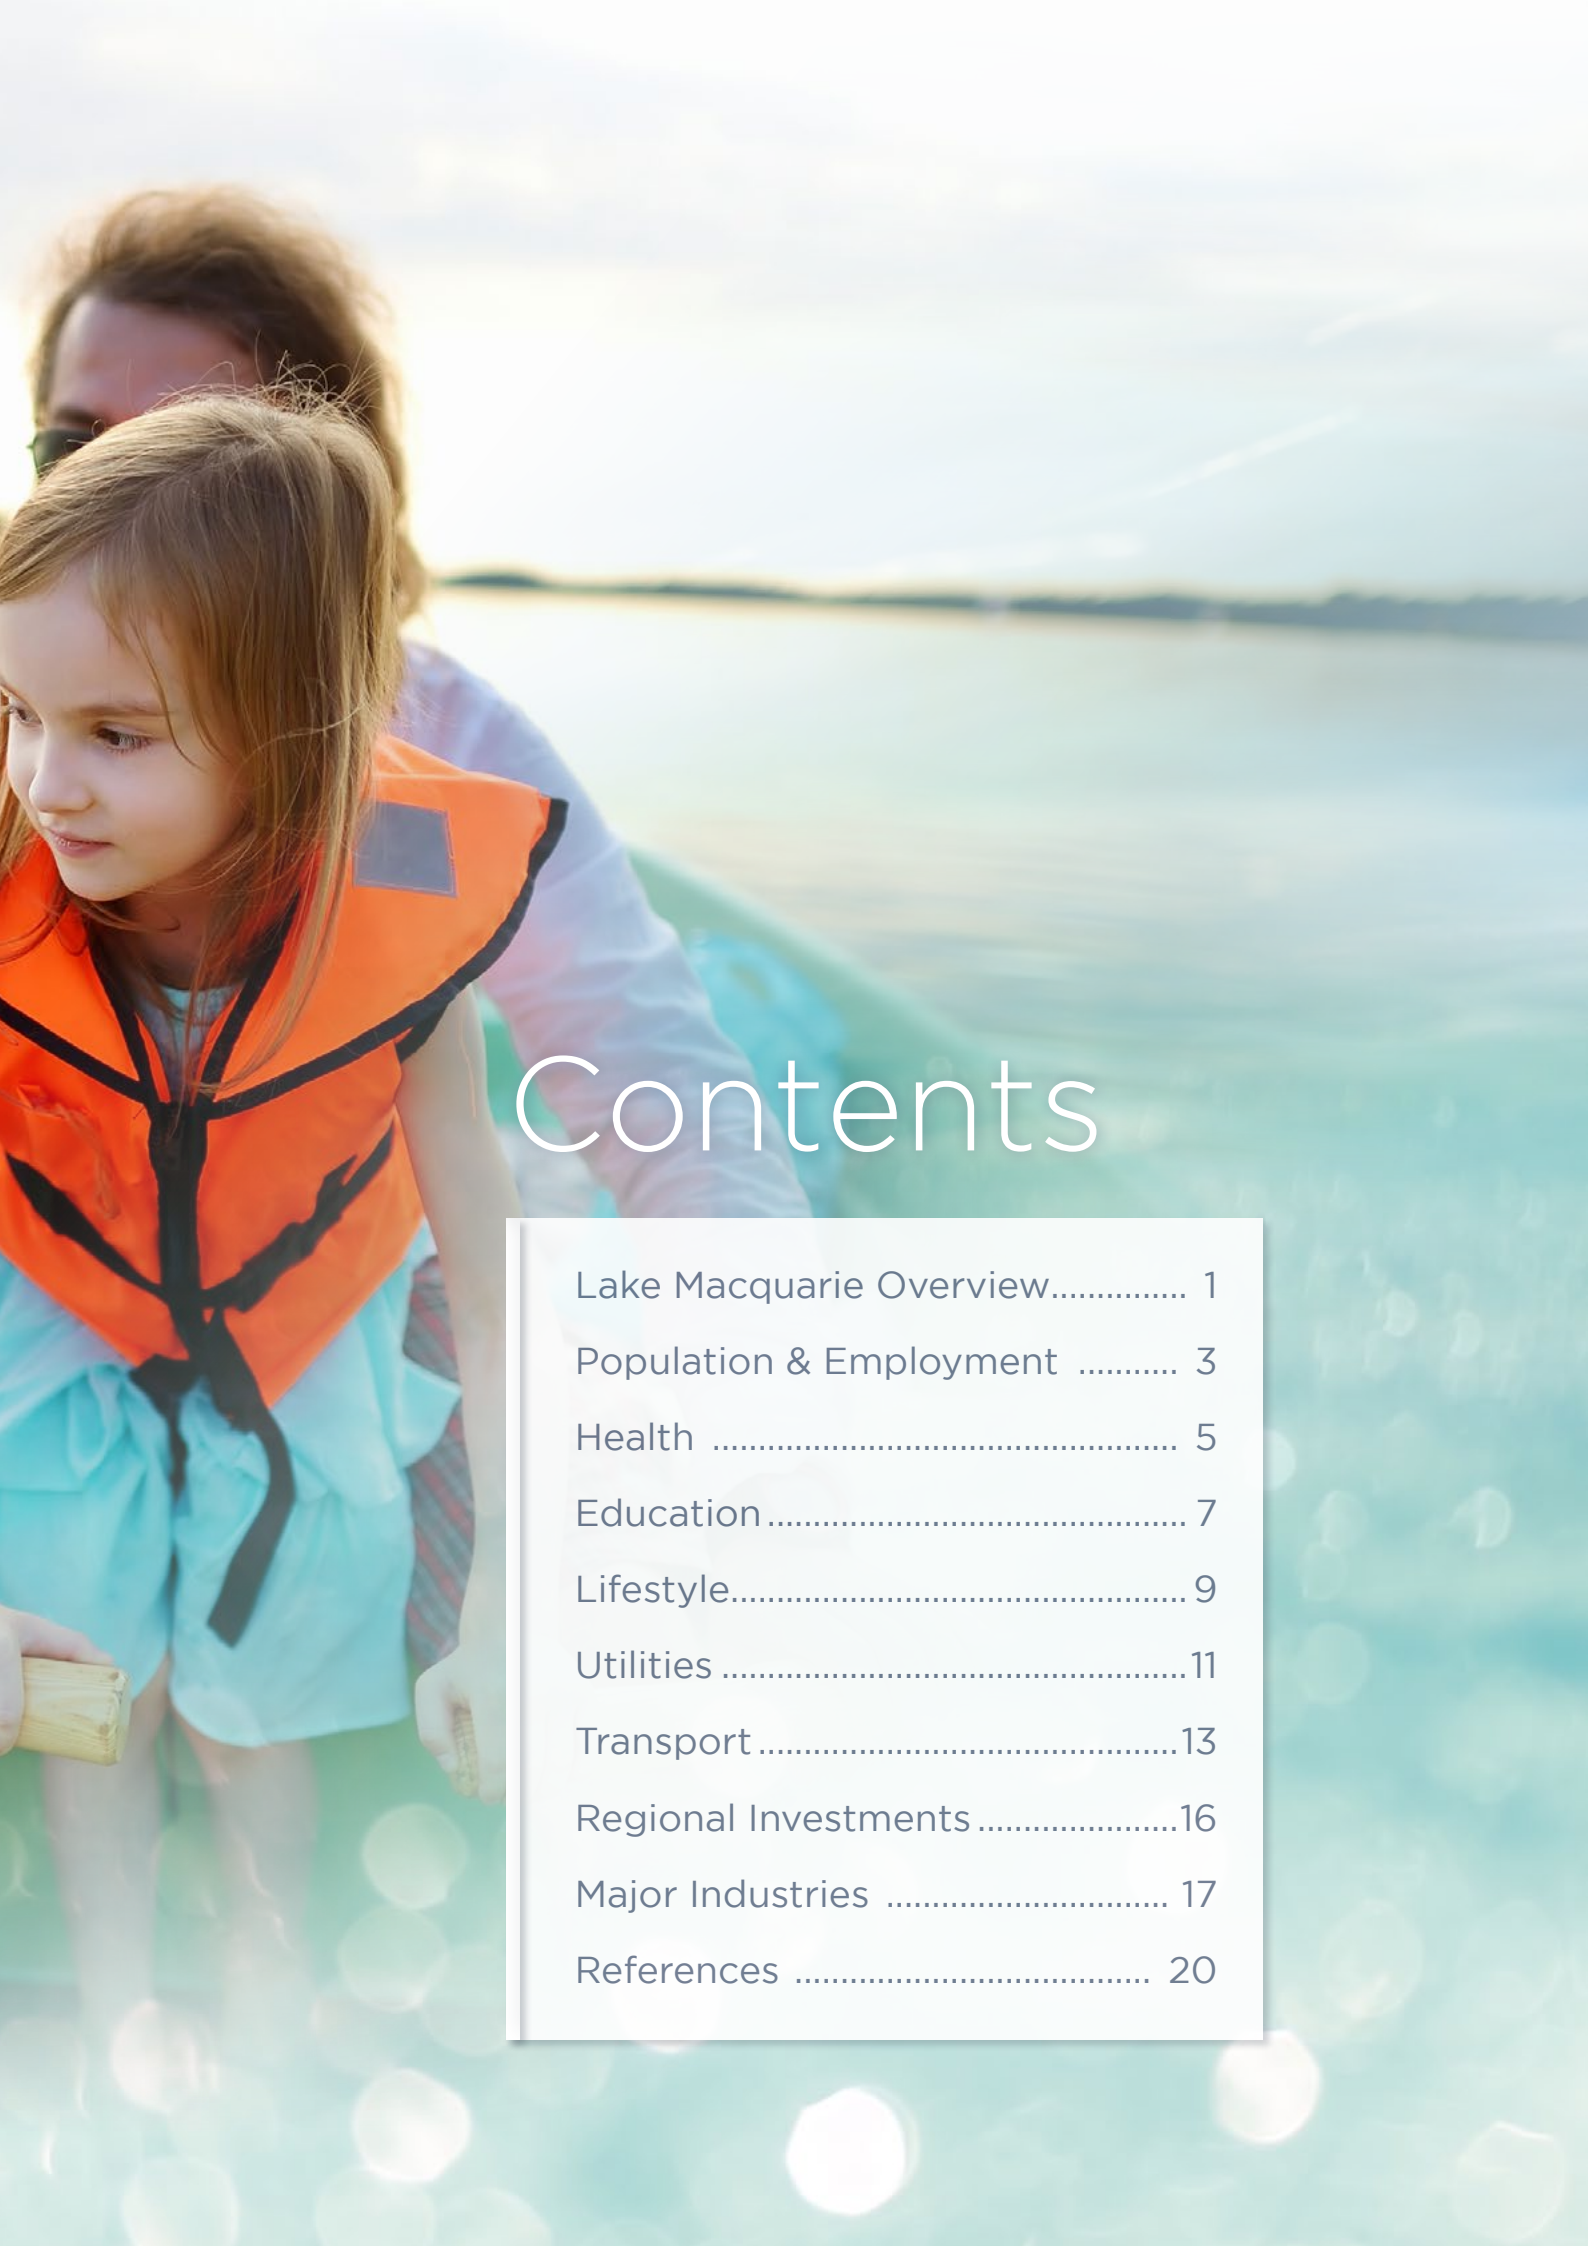 Contents
Lake Macquarie Overview............... 1
Population & Employment ........... 3
Health ................................................... 5
Education.............................................. 7
Lifestyle.................................................. 9
Utilities ...................................................11
Transport..............................................13
Regional Investments......................16
Major Industries ............................... 17
References ....................................... 20